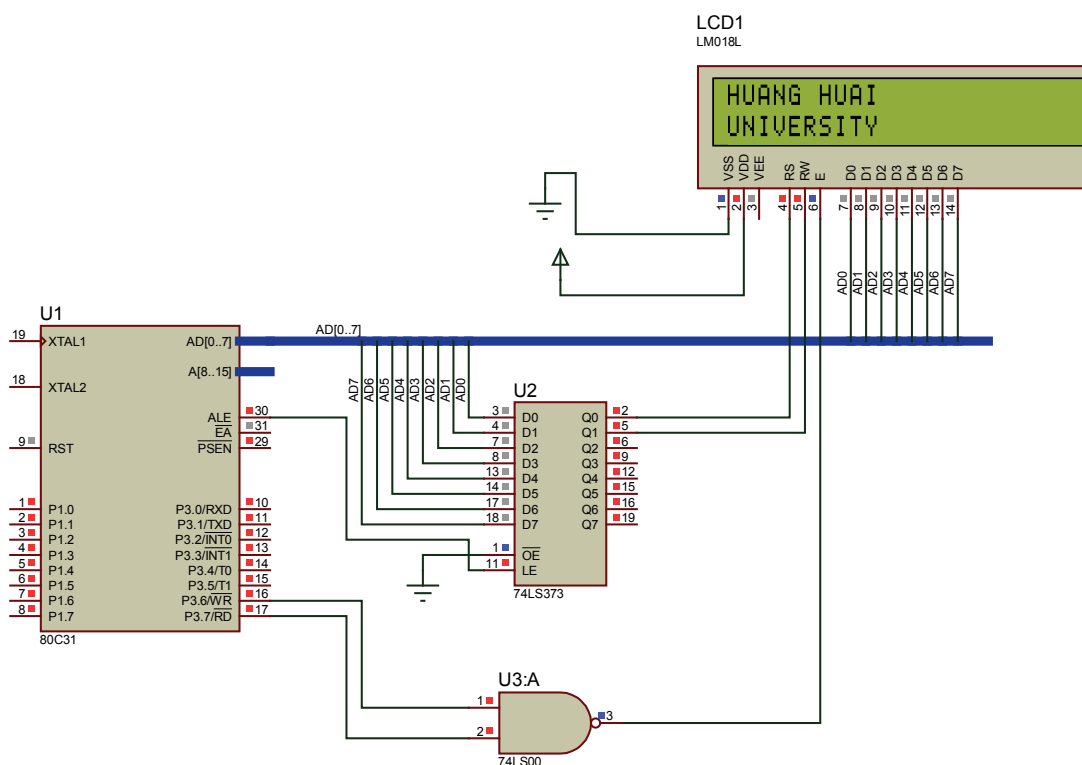 LCD1
LM018L
HUANG HUAI
UNIVERSITY
VSS VDD VEE RS RW E D0 D1 D2 D3 D4 D5 D6 D7
1 2 3 4 5 6 7 8 9 10 11 12 13 14
AD0 AD1 AD2 AD3 AD4 AD5 AD6 AD7
U1
19 XTAL1
18 XTAL2
9 RST
1 P1.0
2 P1.1
3 P1.2
4 P1.3
5 P1.4
6 P1.5
7 P1.6
8 P1.7
AD[0..7]
A[8..15]
ALE 30
EA 31
PSEN 29
P3.0/RXD 10
P3.1/TXD 11
P3.2/INT0 12
P3.3/INT1 13
P3.4/T0 14
P3.5/T1 15
P3.6/WR 16
P3.7/RD 17
80C31
AD[0..7]
AD7 AD6 AD5 AD4 AD3 AD2 AD1 AD0
U2
3 D0 Q0 2
4 D1 Q1 5
7 D2 Q2 6
8 D3 Q3 9
13 D4 Q4 12
14 D5 Q5 15
17 D6 Q6 16
18 D7 Q7 19
1 OE
11 LE
74LS373
U3:A
1
2
3
74LS00